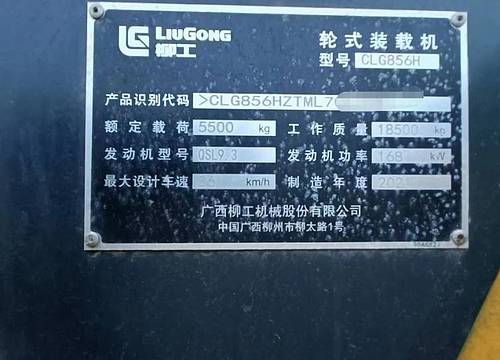 LIUGONG
柳工
轮式装载机
型号 CLG856H
产品识别代码 >CLG856HZTML7
额定载荷 5500 kg 工作质量 18500 kg
发动机型号 QSL9.3 发动机功率 168 kW
最大设计车速 km/h 制造年度 202
广西柳工机械股份有限公司
中国广西柳州市柳太路1号